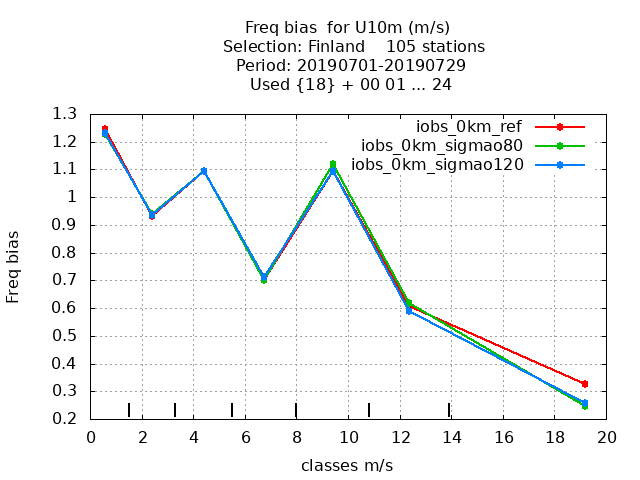 Freq bias  for U10m (m/s)
Selection: Finland    105 stations
Period: 20190701-20190729
Used {18} + 00 01 ... 24
iobs_0km_ref
iobs_0km_sigmao80
iobs_0km_sigmao120
Freq bias
1.3
1.2
1.1
1
0.9
0.8
0.7
0.6
0.5
0.4
0.3
0.2
0 2 4 6 8 10 12 14 16 18 20
classes m/s